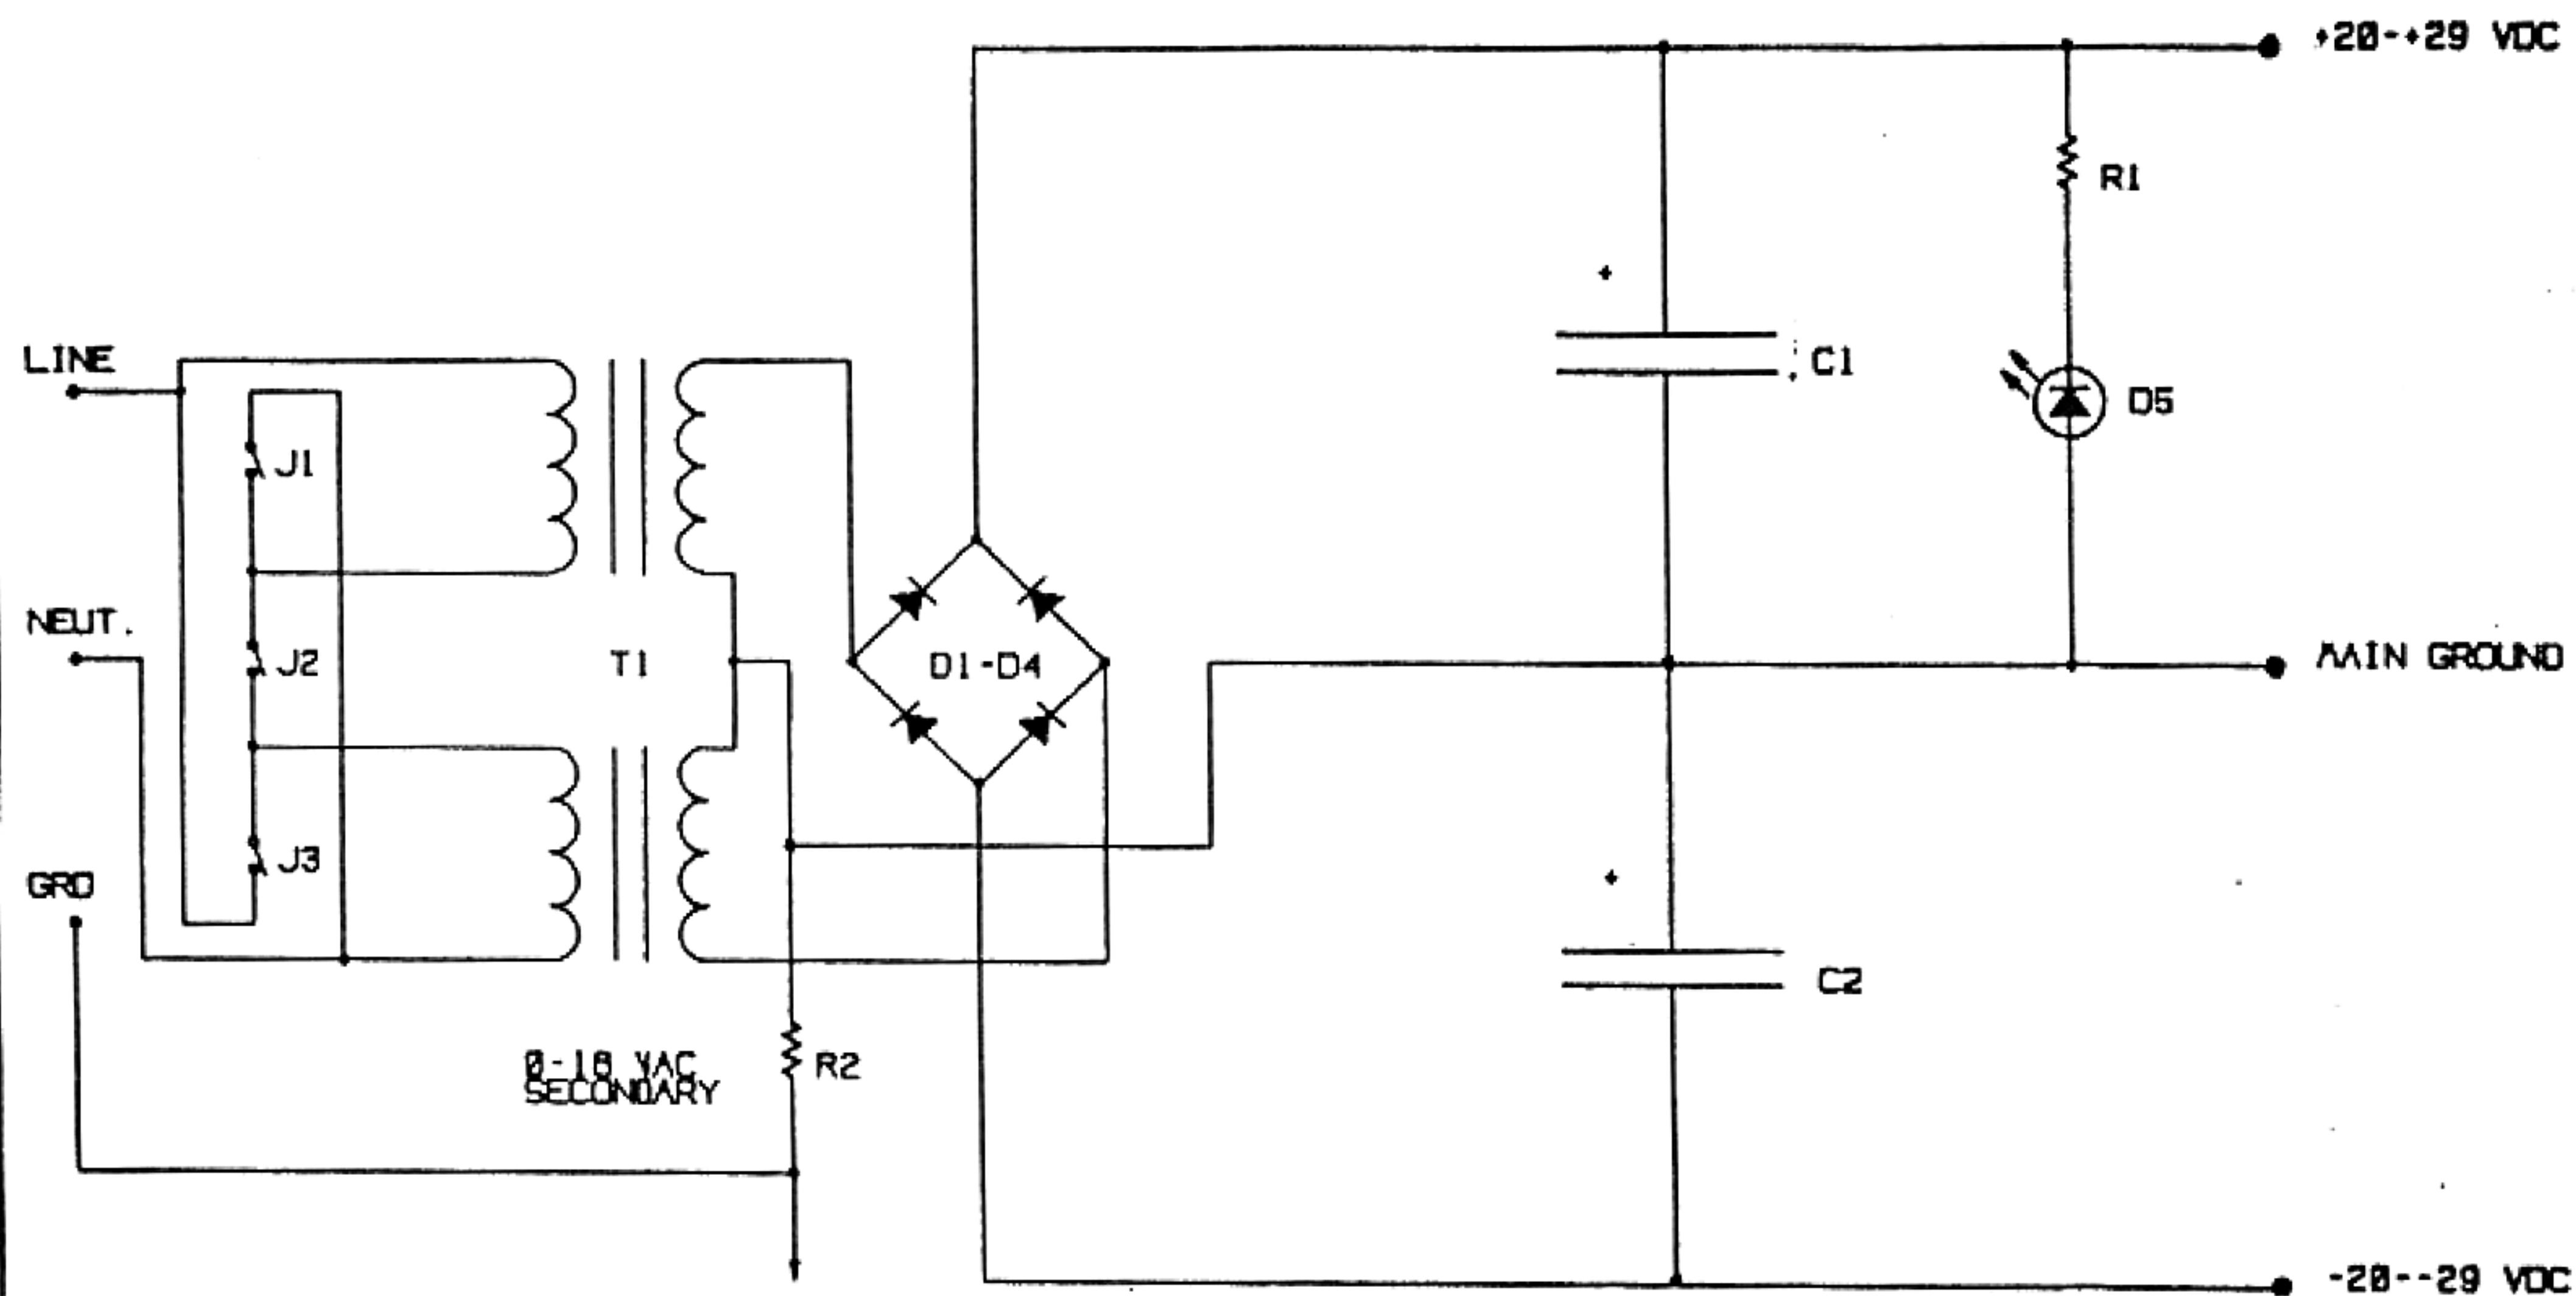 +20-+29 VDC
R1
LINE
C1
D5
J1
NEUT.
J2
T1
D1-D4
MAIN GROUND
J3
GRD
C2
0-18 VAC
SECONDARY
R2
-20--29 VDC